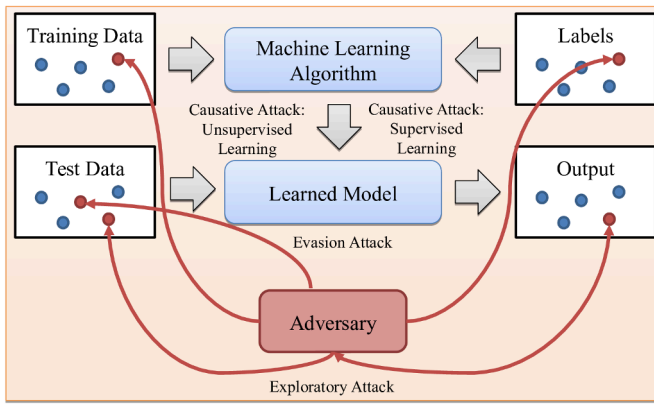 Training Data
Machine Learning
Algorithm
Labels
Causative Attack:
Unsupervised
Learning
Causative Attack:
Supervised
Learning
Test Data
Learned Model
Output
Evasion Attack
Adversary
Exploratory Attack